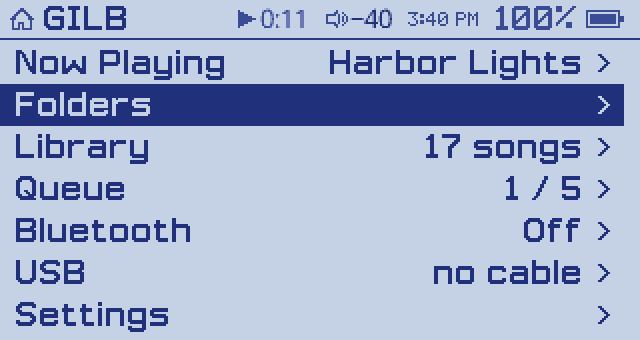 GILB 0:11 -40 3:40 PM 100%
Now Playing Harbor Lights >
Folders >
Library 17 songs >
Queue 1 / 5 >
Bluetooth Off >
USB no cable >
Settings >